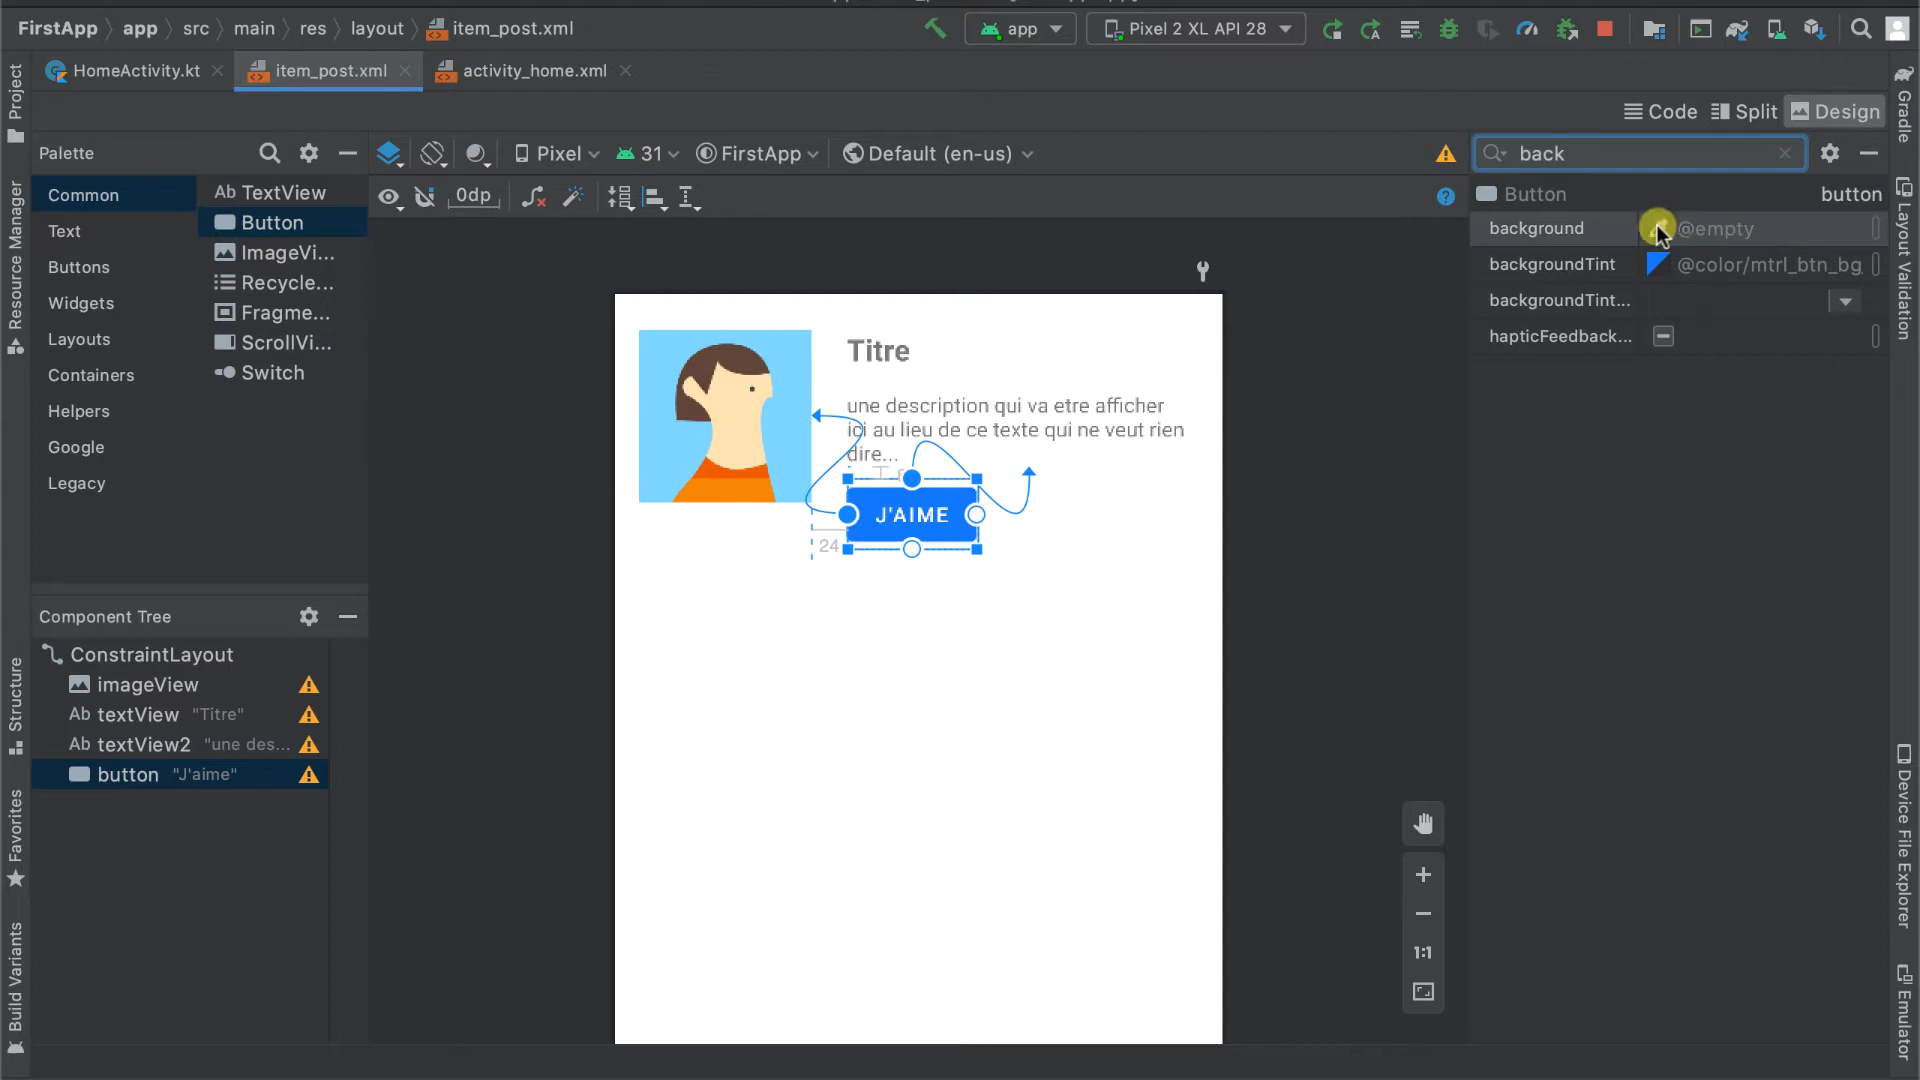 FirstApp app src main res layout item_post.xml
app
Pixel 2 XL API 28
HomeActivity.kt
item_post.xml
activity_home.xml
Code
Split
Design
Palette
Pixel
31
FirstApp
Default (en-us)
back
0dp
Common
Text
Buttons
Widgets
Layouts
Containers
Helpers
Google
Legacy
Ab TextView
Button
ImageVi...
Recycle...
Fragme...
ScrollVi...
Switch
Button
button
background
@empty
backgroundTint
@color/mtrl_btn_bg
backgroundTint...
hapticFeedback...
Titre
une description qui va etre afficher
ici au lieu de ce texte qui ne veut rien
dire...
J'AIME
24
Component Tree
ConstraintLayout
imageView
Ab textView "Titre"
Ab textView2 "une des...
button "J'aime"
1:1
Project
Resource Manager
Structure
Favorites
Build Variants
Gradle
Layout Validation
Device File Explorer
Emulator